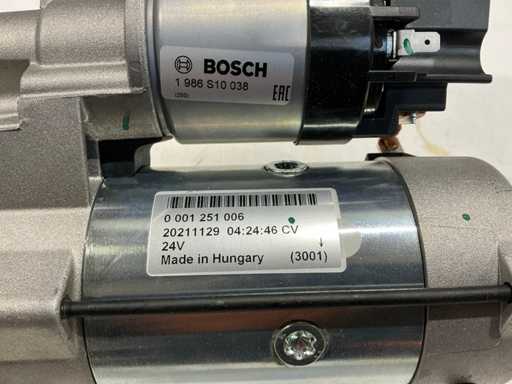 BOSCH
1 986 S10 038
EAC
0 001 251 006
20211129 04:24:46 CV
24V
Made in Hungary (3001)